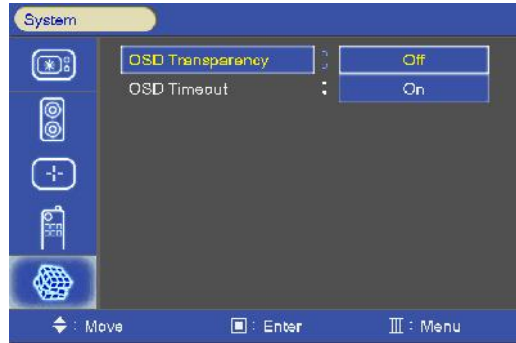 System
OSD Transparency : Off
OSD Timeout : On
: Move : Enter : Menu